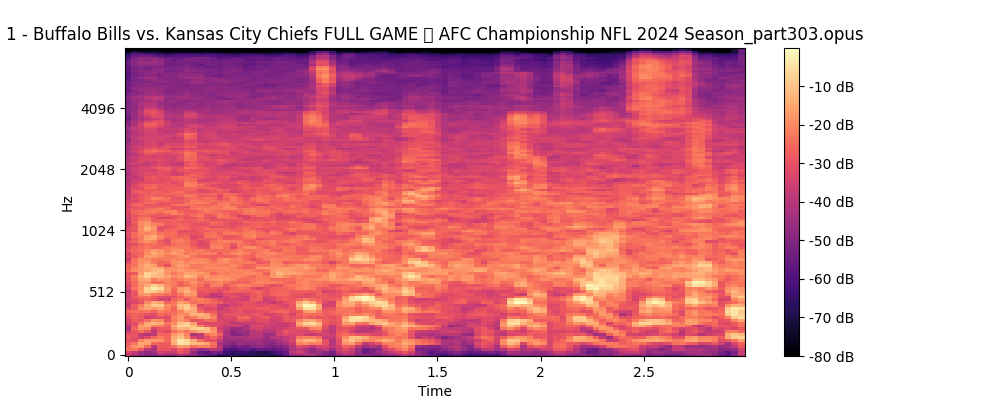 1 - Buffalo Bills vs. Kansas City Chiefs FULL GAME ▯ AFC Championship NFL 2024 Season_part303.opus
Hz
4096
2048
1024
512
0
0 0.5 1 1.5 2 2.5
Time
-10 dB
-20 dB
-30 dB
-40 dB
-50 dB
-60 dB
-70 dB
-80 dB